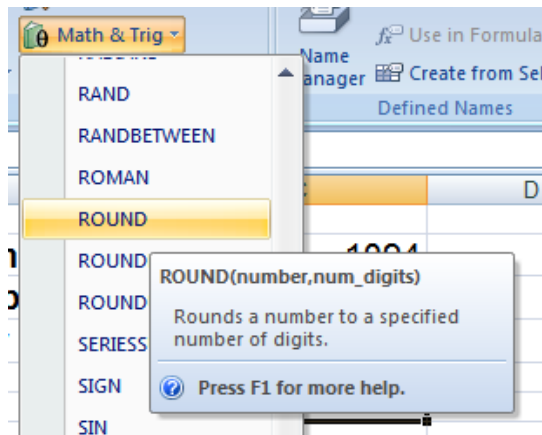 Math & Trig
Use in Formula
Name
anager
Create from Sel
Defined Names
RAND
RANDBETWEEN
ROMAN
D
ROUND
ROUND
ROUND(number,num_digits)
ROUND
Rounds a number to a specified
number of digits.
SERIESS
SIGN
Press F1 for more help.
SIN